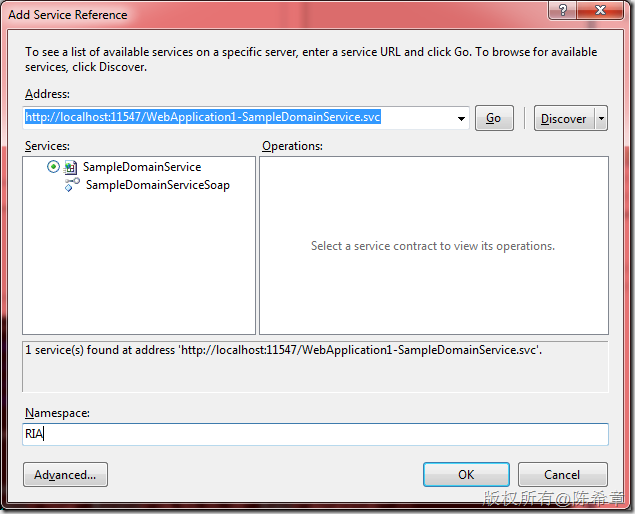 Add Service Reference
To see a list of available services on a specific server, enter a service URL and click Go. To browse for available
services, click Discover.
Address:
http://localhost:11547/WebApplication1-SampleDomainService.svc
Go
Discover
Services:
Operations:
SampleDomainService
SampleDomainServiceSoap
Select a service contract to view its operations.
1 service(s) found at address 'http://localhost:11547/WebApplication1-SampleDomainService.svc'.
Namespace:
RIA
Advanced...
OK
Cancel
版权所有@陈希章